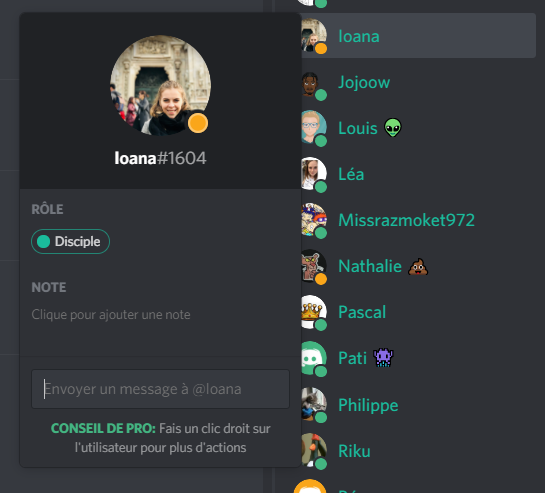 Ioana#1604
RÔLE
Disciple
NOTE
Clique pour ajouter une note
Envoyer un message à @Ioana
CONSEIL DE PRO: Fais un clic droit sur
l'utilisateur pour plus d'actions
Ioana
Jojoow
Louis 👽
Léa
Missrazmoket972
Nathalie 💩
Pascal
Pati 👾
Philippe
Riku